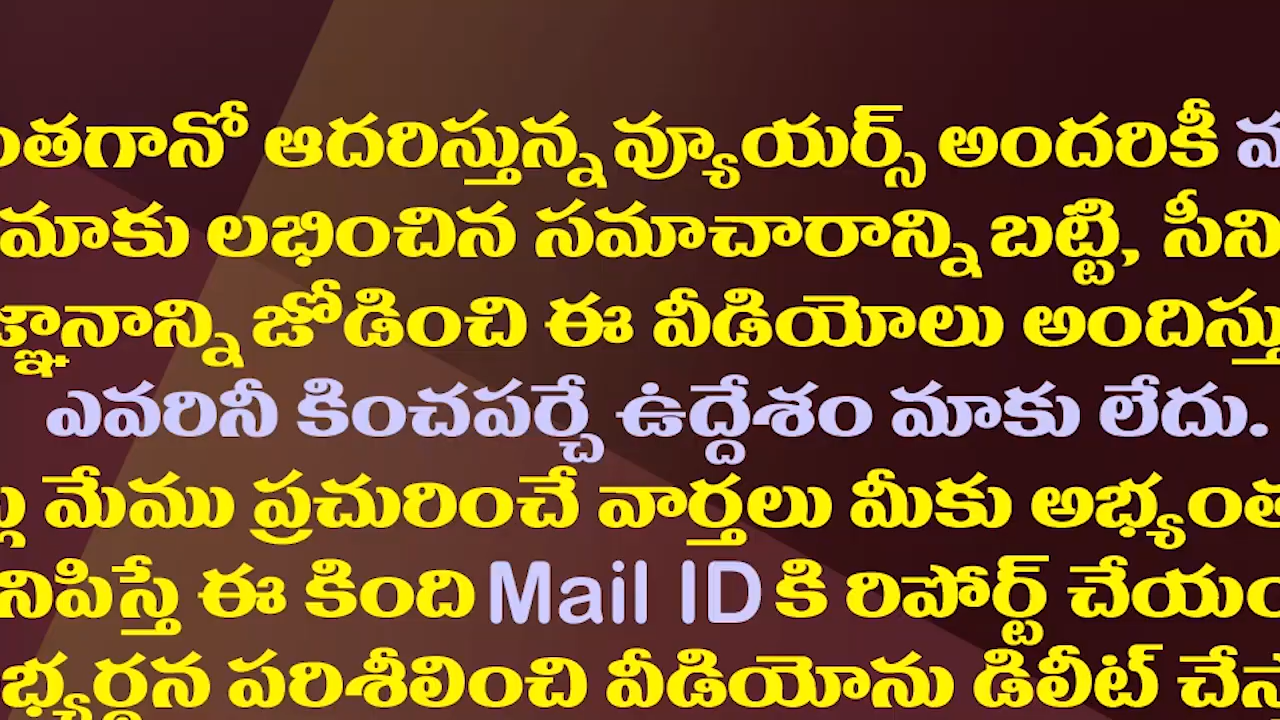 ఆదరిస్తున్న వ్యూయర్స్ అందరికీ
మాకు లభించిన సమాచారాన్ని బట్టి,
జోడించి ఈ వీడియోలు
ఎవరినీ కించపర్చే ఉద్దేశం మాకు లేదు.
మేము ప్రచురించే వార్తలు మీకు
ఈ కింది Mail ID కి రిపోర్ట్
పరిశీలించి వీడియోను డిలీట్